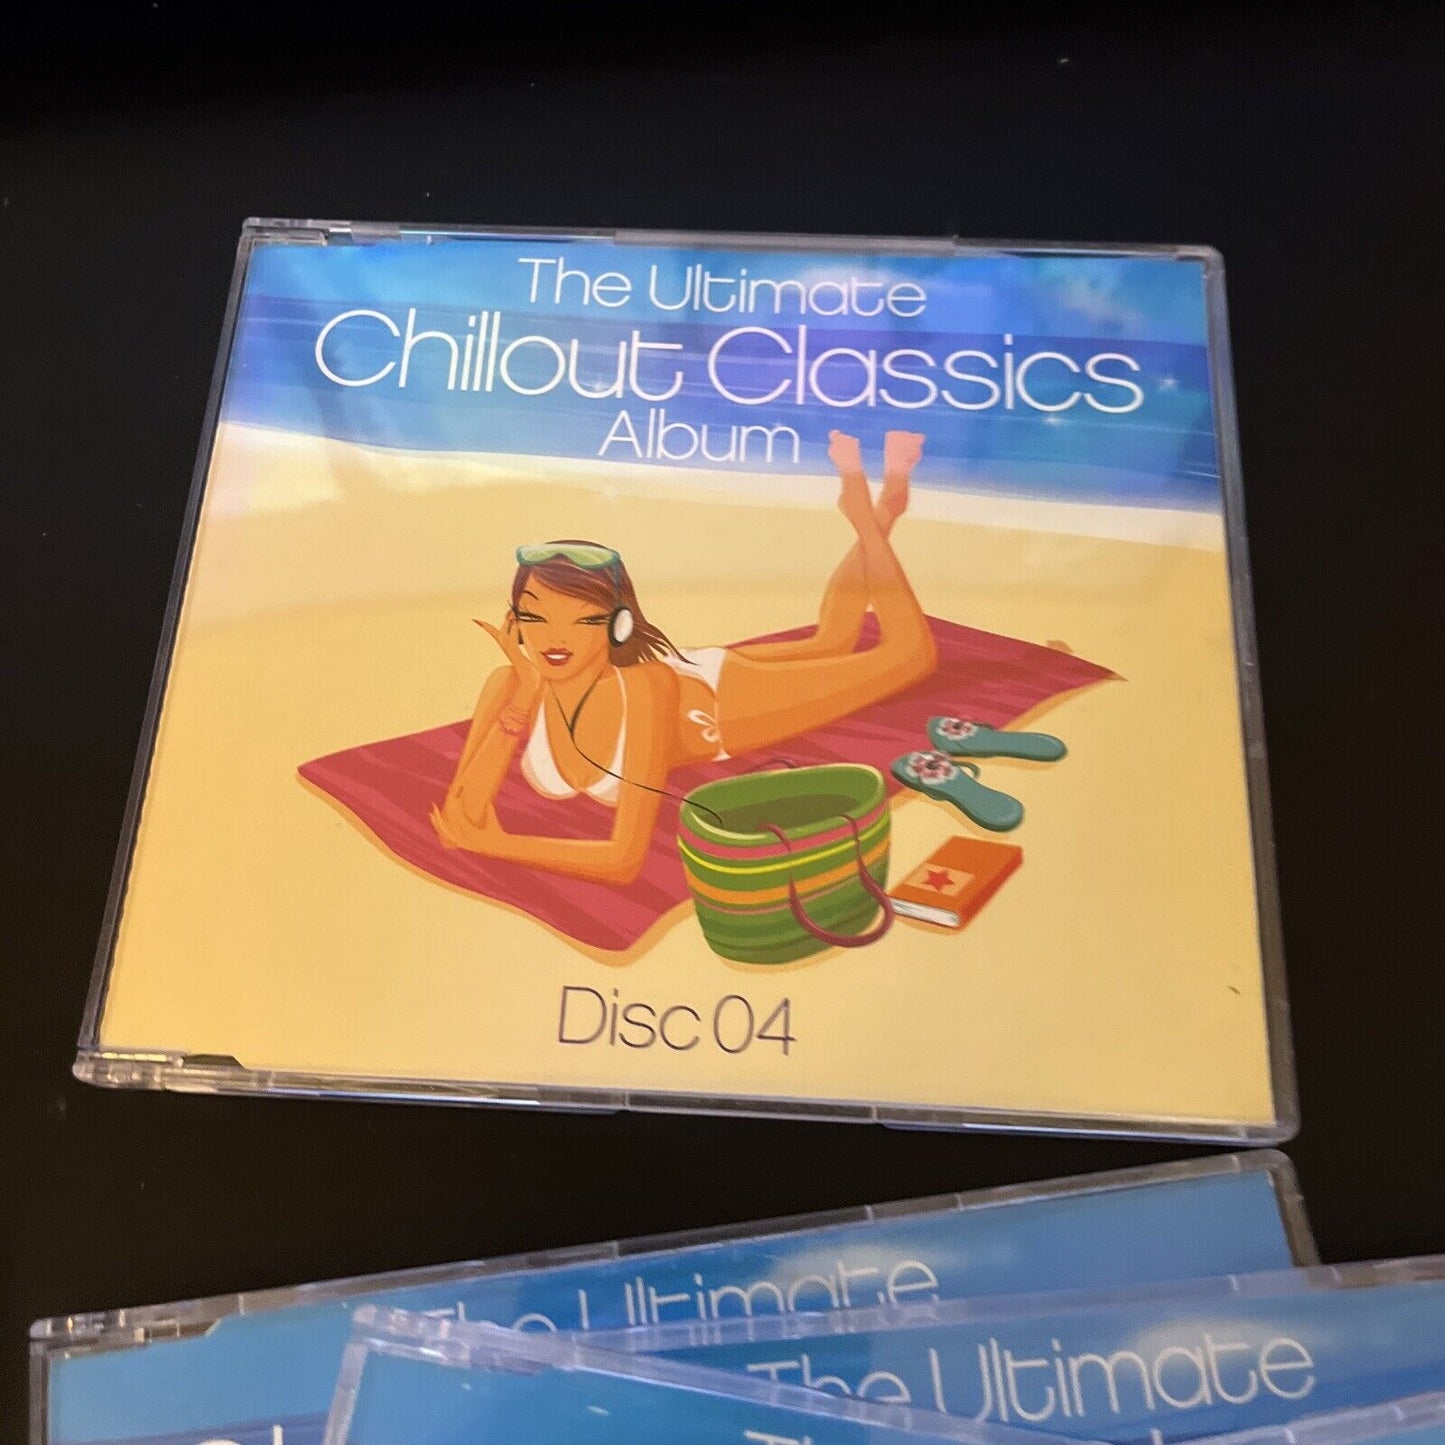 The Ultimate
Chillout Classics
Album
Disc 04
The Ultimate
The Ultimate